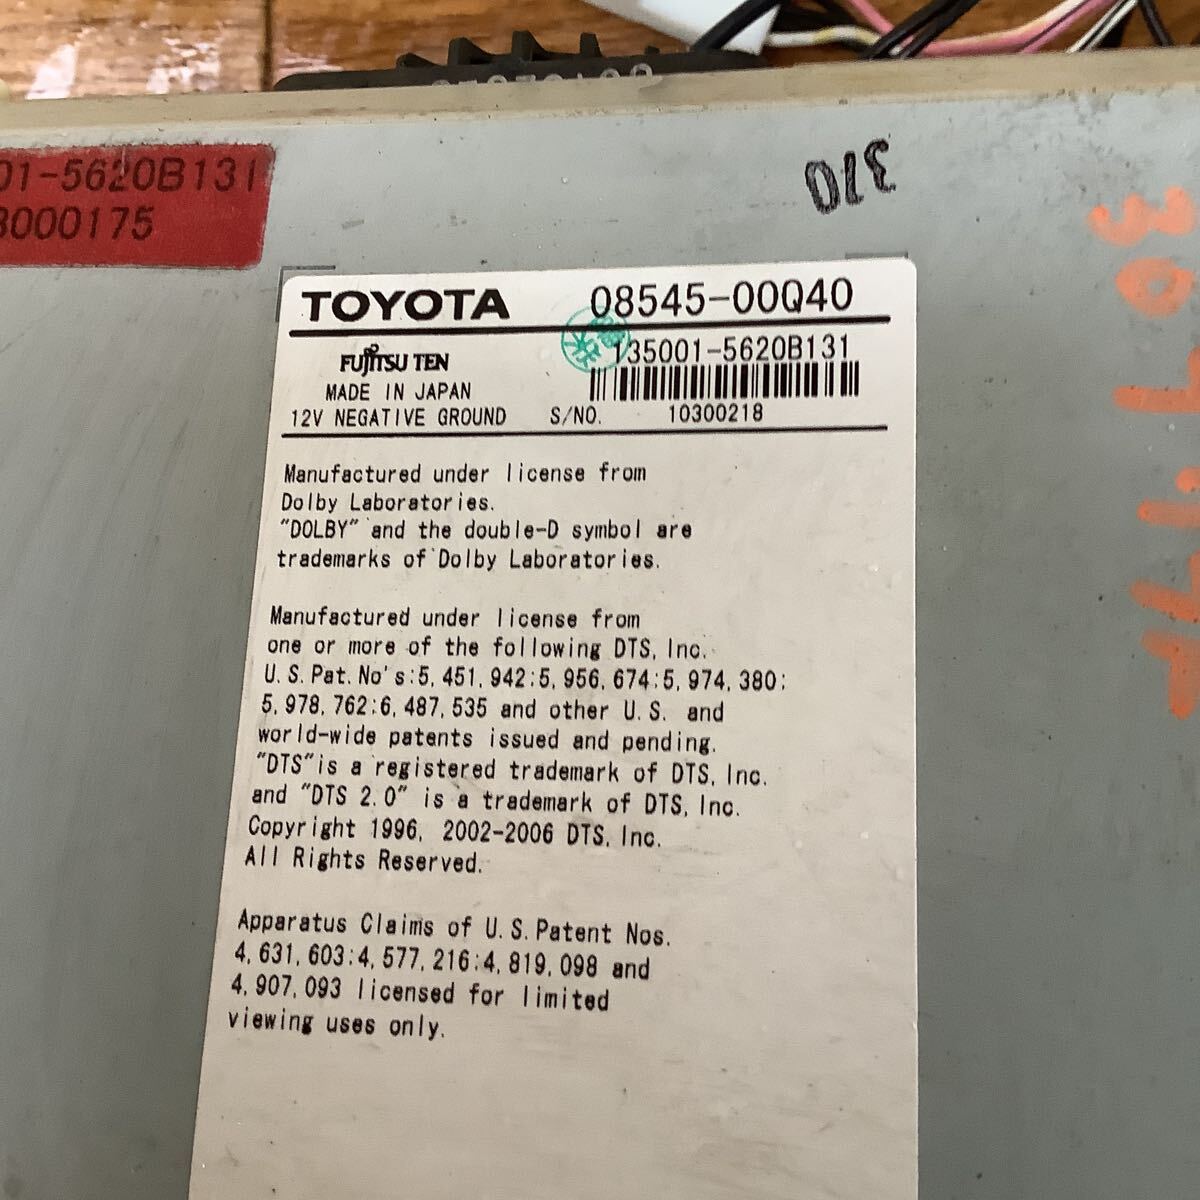 01-5620B131
3000175
370
TOYOTA 08545-00Q40
FUJITSU TEN 135001-5620B131
MADE IN JAPAN
12V NEGATIVE GROUND S/NO. 10300218
Manufactured under license from
Dolby Laboratories.
"DOLBY" and the double-D symbol are
trademarks of Dolby Laboratories.
Manufactured under license from
one or more of the following DTS, Inc.
U.S.Pat.No's:5,451,942:5,956,674:5,974,380:
5,978,762:6,487,535 and other U.S. and
world-wide patents issued and pending.
"DTS"is a registered trademark of DTS, Inc.
and "DTS 2.0" is a trademark of DTS, Inc.
Copyright 1996, 2002-2006 DTS, Inc.
All Rights Reserved.
Apparatus Claims of U.S.Patent Nos.
4,631,603:4,577,216:4,819,098 and
4,907,093 licensed for limited
viewing uses only.